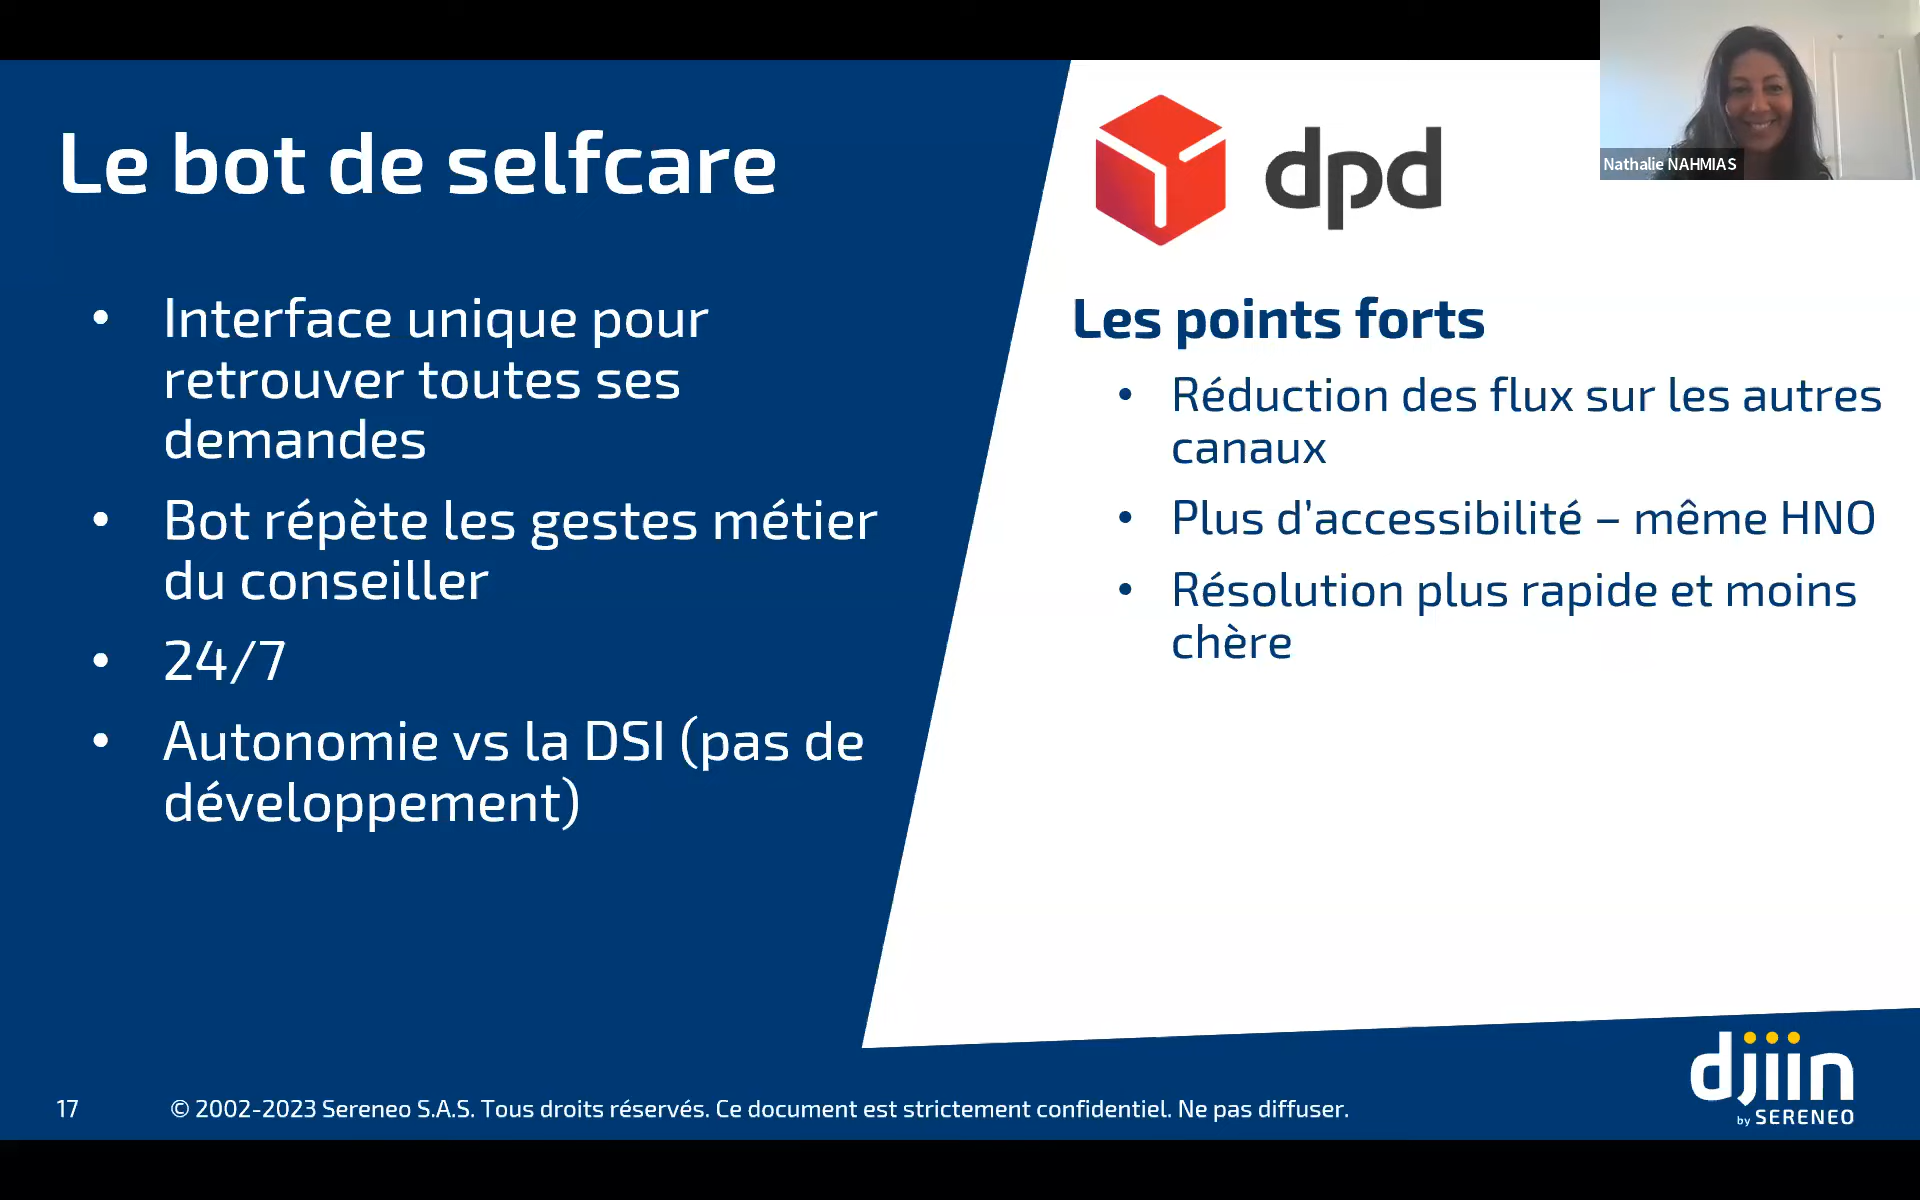 Le bot de selfcare
• Interface unique pour
retrouver toutes ses
demandes
• Bot répète les gestes métier
du conseiller
• 24/7
• Autonomie vs la DSI (pas de
développement)
dpd
Nathalie NAHMIAS
Les points forts
• Réduction des flux sur les autres
canaux
• Plus d’accessibilité – même HNO
• Résolution plus rapide et moins
chère
17
© 2002-2023 Sereneo S.A.S. Tous droits réservés. Ce document est strictement confidentiel. Ne pas diffuser.
djiin
by SERENEO